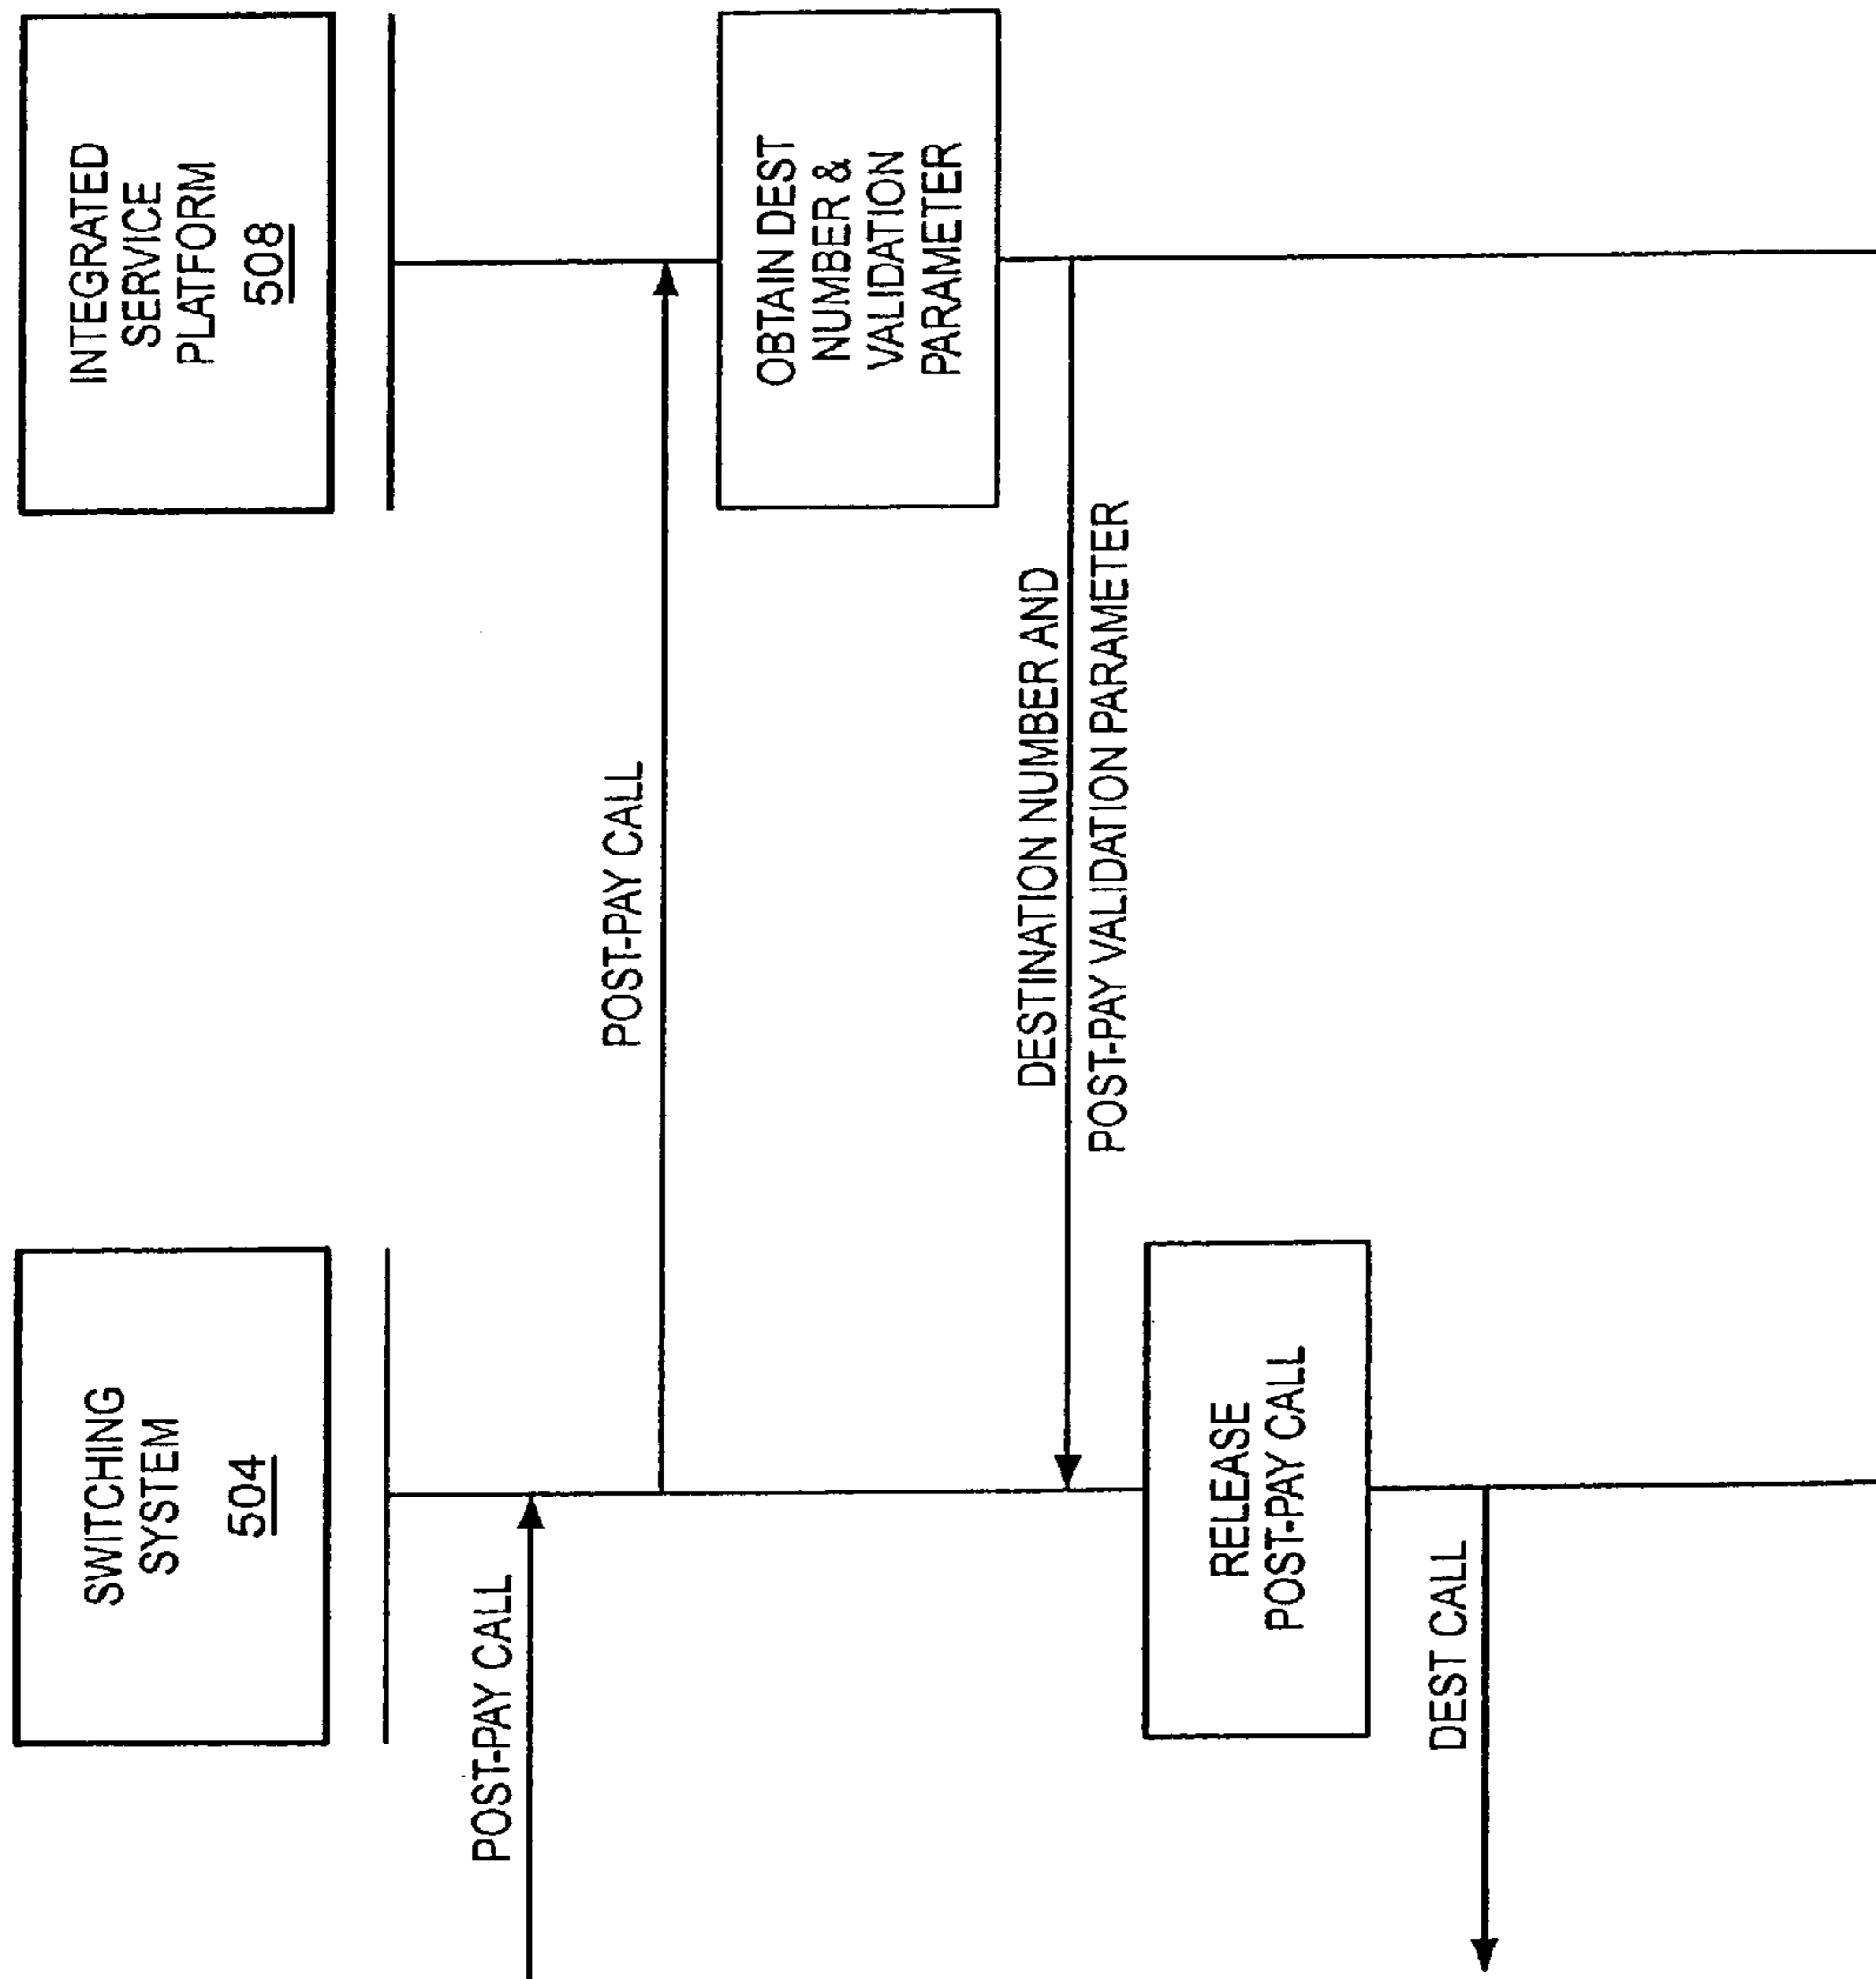 SWITCHING
SYSTEM
504
INTEGRATED
SERVICE
PLATFORM
508
POST-PAY CALL
POST-PAY CALL
OBTAIN DEST
NUMBER &
VALIDATION
PARAMETER
DESTINATION NUMBER AND
POST-PAY VALIDATION PARAMETER
RELEASE
POST-PAY CALL
DEST CALL